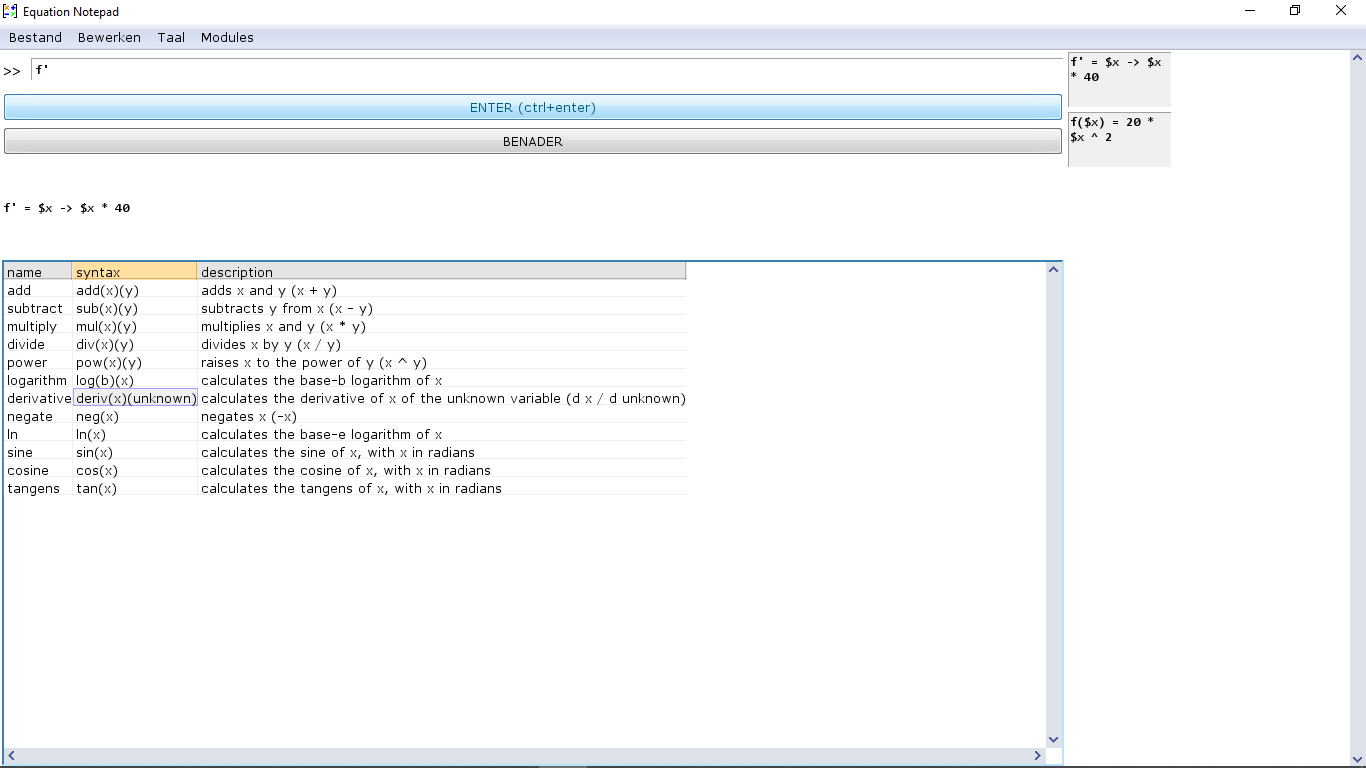 Equation Notepad
Bestand Bewerken Taal Modules
>> f'
ENTER (ctrl+enter)
BENADER
f' = $x -> $x * 40
name syntax description
add add(x)(y) adds x and y (x + y)
subtract sub(x)(y) subtracts y from x (x - y)
multiply mul(x)(y) multiplies x and y (x * y)
divide div(x)(y) divides x by y (x / y)
power pow(x)(y) raises x to the power of y (x ^ y)
logarithm log(b)(x) calculates the base-b logarithm of x
derivative deriv(x)(unknown) calculates the derivative of x of the unknown variable (d x / d unknown)
negate neg(x) negates x (-x)
ln ln(x) calculates the base-e logarithm of x
sine sin(x) calculates the sine of x, with x in radians
cosine cos(x) calculates the cosine of x, with x in radians
tangens tan(x) calculates the tangens of x, with x in radians
f' = $x -> $x
* 40
f($x) = 20 *
$x ^ 2